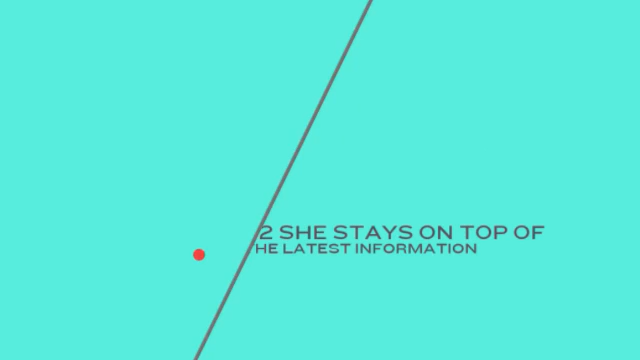 2 SHE STAYS ON TOP OF
HE LATEST INFORMATION